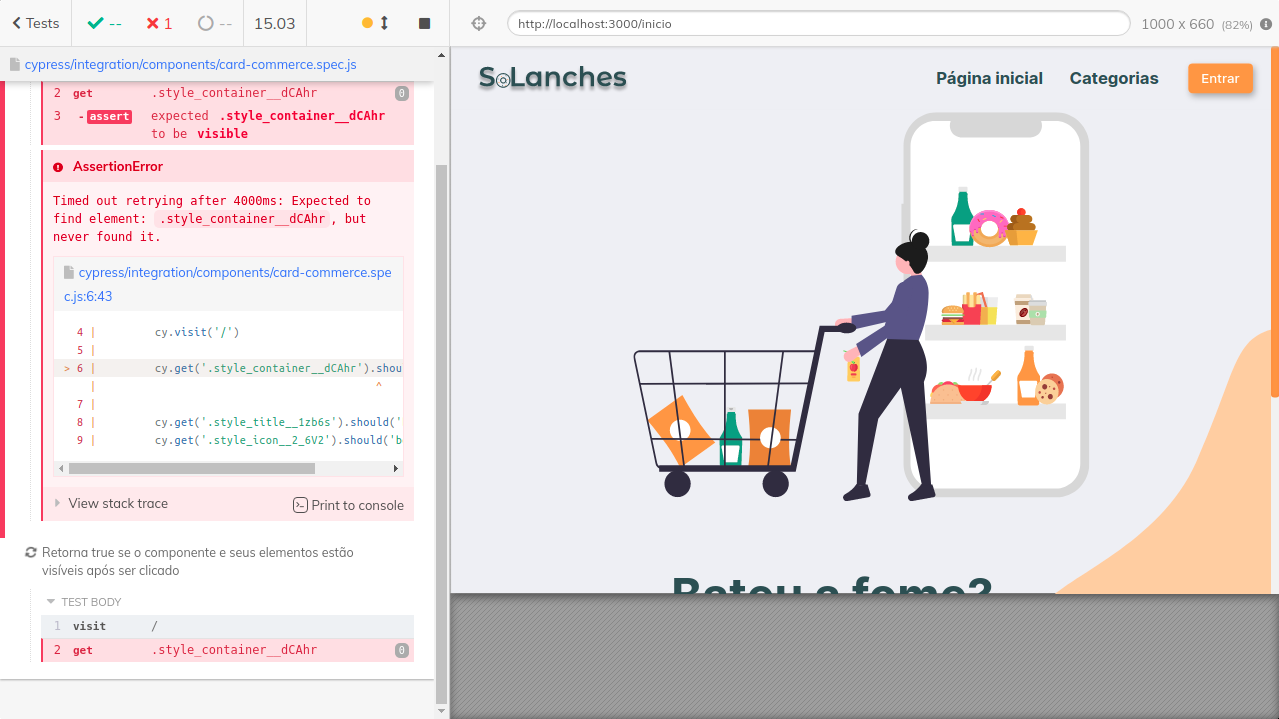 Tests
--
1
--
15.03
http://localhost:3000/inicio
1000 x 660 (82%)
cypress/integration/components/card-commerce.spec.js
2 get .style_container__dCAhr 0
3 -assert expected .style_container__dCAhr
to be visible
AssertionError
Timed out retrying after 4000ms: Expected to
find element: .style_container__dCAhr, but
never found it.
cypress/integration/components/card-commerce.spe
c.js:6:43
4 | cy.visit('/')
5 |
> 6 | cy.get('.style_container__dCAhr').shou
| ^
7 |
8 | cy.get('.style_title__1zb6s').should('
9 | cy.get('.style_icon__2_6V2').should('b
View stack trace
Print to console
Retorna true se o componente e seus elementos estão
visíveis após ser clicado
TEST BODY
1 visit /
2 get .style_container__dCAhr 0
SoLanches
Página inicial
Categorias
Entrar
Bateu a fome?